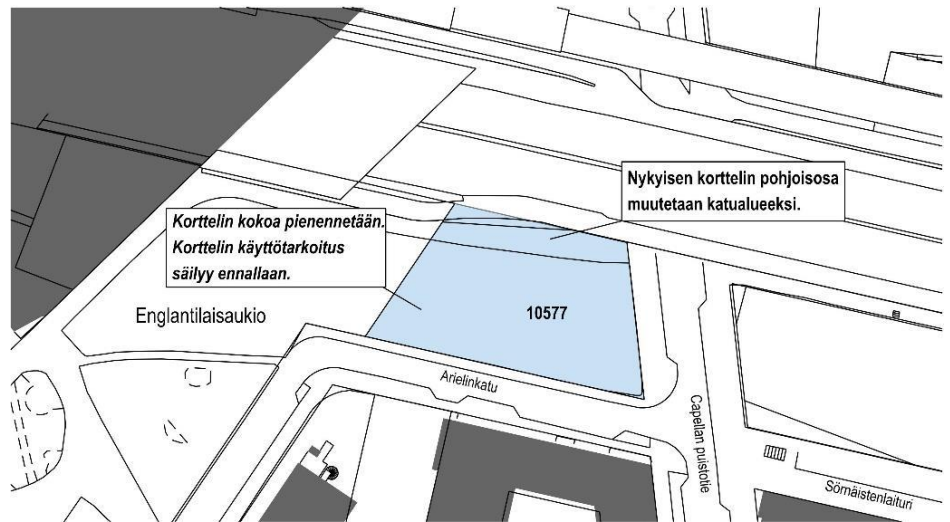 Nykyisen korttelin pohjoisosa
muutetaan katualueeksi.
Korttelin kokoa pienennetään.
Korttelin käyttötarkoitus
säilyy ennallaan.
Englantilaisaukio
10577
Arielinkatu
Capellan puistotie
Sörnäistenlaituri